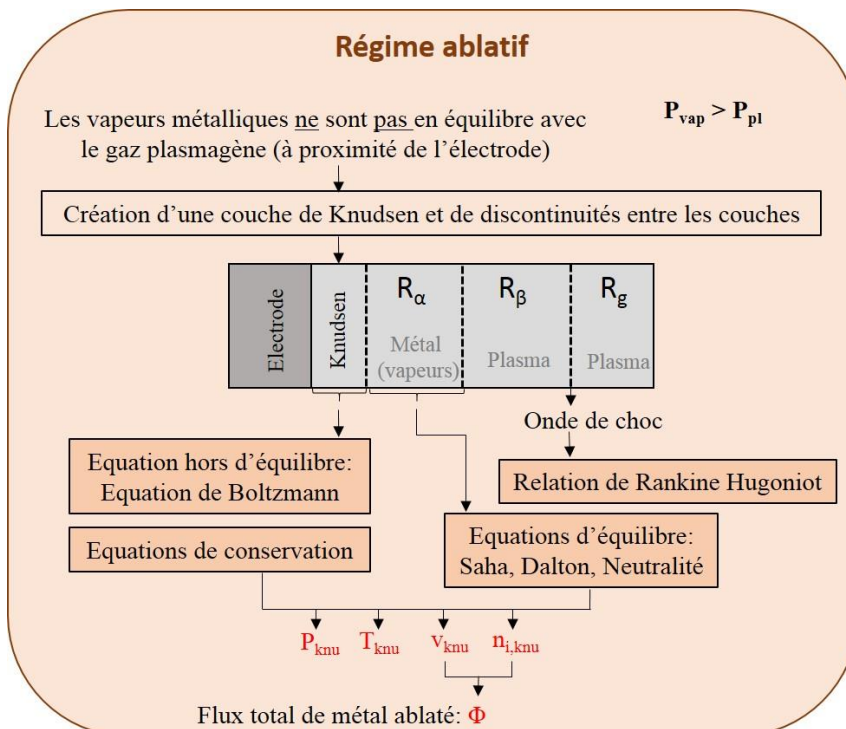 Régime ablatif
Les vapeurs métalliques ne sont pas en équilibre avec
le gaz plasmagène (à proximité de l'électrode)
P_vap > P_pl
Création d'une couche de Knudsen et de discontinuités entre les couches
Electrode
Knudsen
R_α
Métal
(vapeurs)
R_β
Plasma
R_g
Plasma
Onde de choc
Equation hors d'équilibre:
Equation de Boltzmann
Relation de Rankine Hugoniot
Equations de conservation
Equations d'équilibre:
Saha, Dalton, Neutralité
P_knu T_knu v_knu n_i,knu
Flux total de métal ablaté: Φ